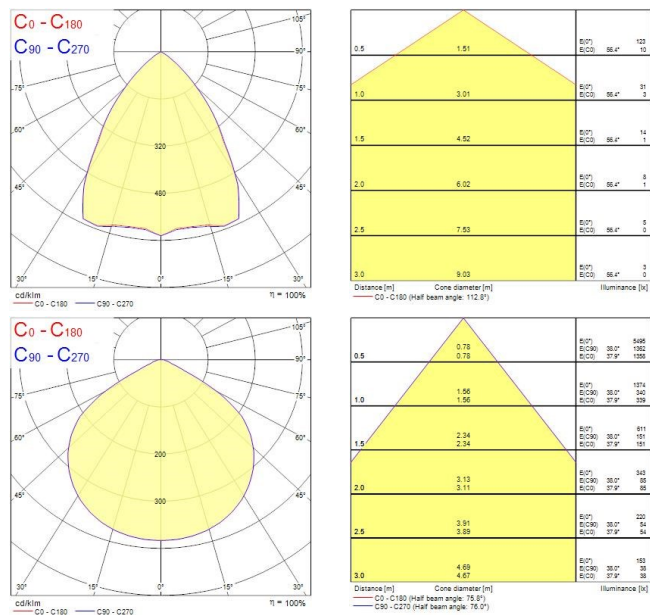 C0 - C180
C90 - C270
90°
90°
75°
75°
60°
60°
320
45°
45°
480
30°
15°
0°
15°
30°
cd/klm
η = 100%
C0 - C180
C90 - C270
0.5
1.51
E(0°)
123
E(C0)
56.4°
10
1.0
3.01
E(0°)
31
E(C0)
56.4°
3
1.5
4.52
E(0°)
14
E(C0)
56.4°
1
2.0
6.02
E(0°)
8
E(C0)
56.4°
1
2.5
7.53
E(0°)
5
E(C0)
56.4°
0
3.0
9.03
E(0°)
3
E(C0)
56.4°
0
Distance [m]
Cone diameter [m]
Illuminance [lx]
C0 - C180 (Half beam angle: 112.8°)
C0 - C180
C90 - C270
90°
90°
75°
75°
60°
60°
200
45°
45°
300
30°
15°
0°
15°
30°
cd/klm
η = 100%
C0 - C180
C90 - C270
0.5
0.78
0.78
E(0°)
5495
E(C90)
38.0°
1362
E(C0)
37.9°
1.0
1.56
1.56
E(0°)
1374
E(C90)
38.0°
340
E(C0)
37.9°
339
1.5
2.34
2.34
E(0°)
611
E(C90)
38.0°
151
E(C0)
37.9°
151
2.0
3.13
3.11
E(0°)
343
E(C90)
38.0°
85
E(C0)
37.9°
85
2.5
3.91
3.89
E(0°)
220
E(C90)
38.0°
54
E(C0)
37.9°
54
3.0
4.69
4.67
E(0°)
153
E(C90)
38.0°
38
E(C0)
37.9°
38
Distance [m]
Cone diameter [m]
Illuminance [lx]
C0 - C180 (Half beam angle: 75.8°)
C90 - C270 (Half beam angle: 76.0°)